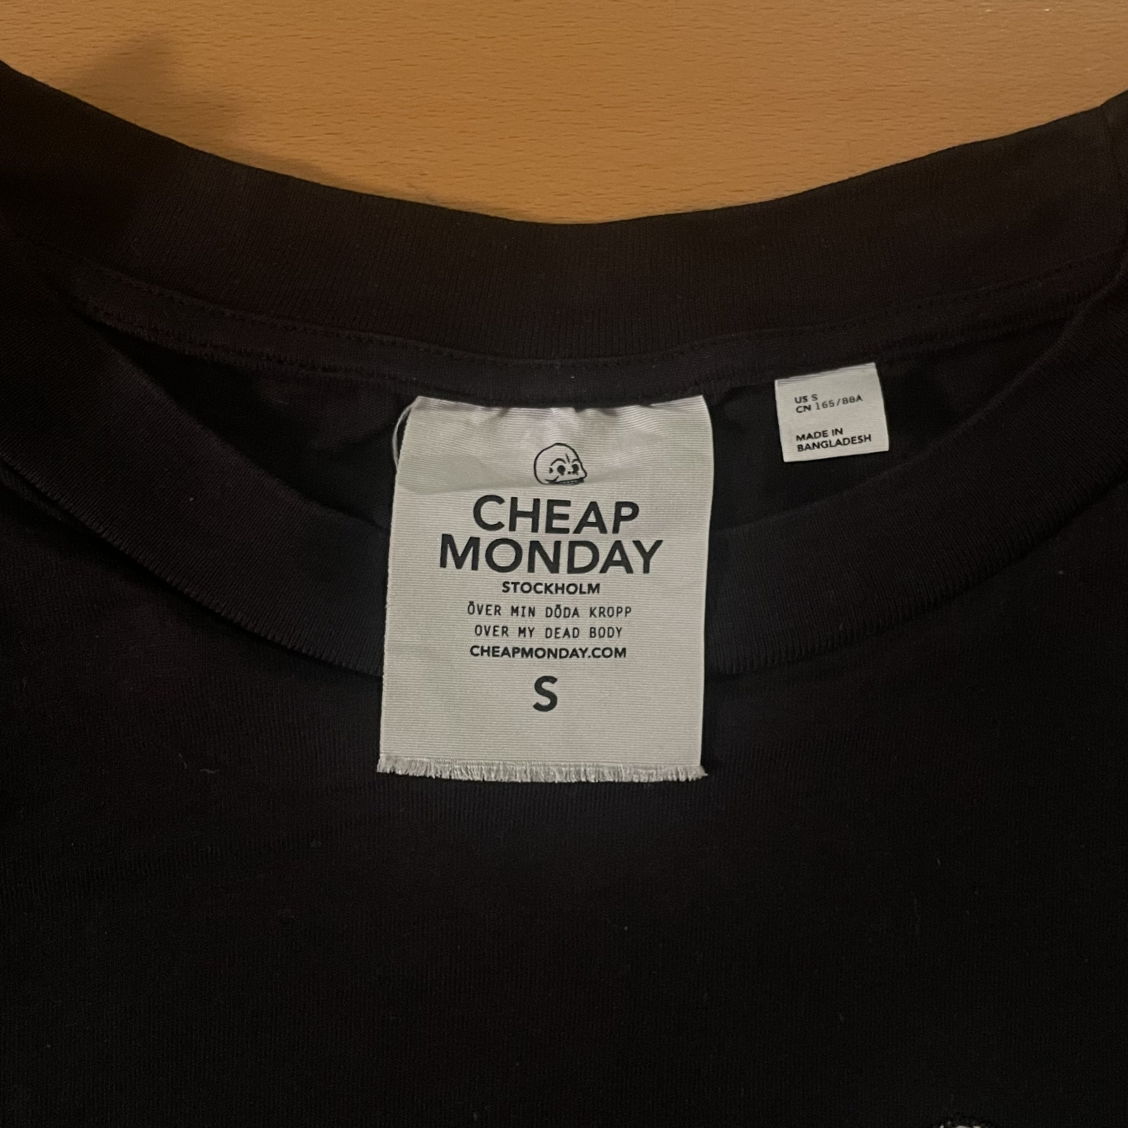 CHEAP
MONDAY
STOCKHOLM
ÖVER MIN DÖDA KROPP
OVER MY DEAD BODY
CHEAPMONDAY.COM
S
US S
CN 165/88A
MADE IN
BANGLADESH